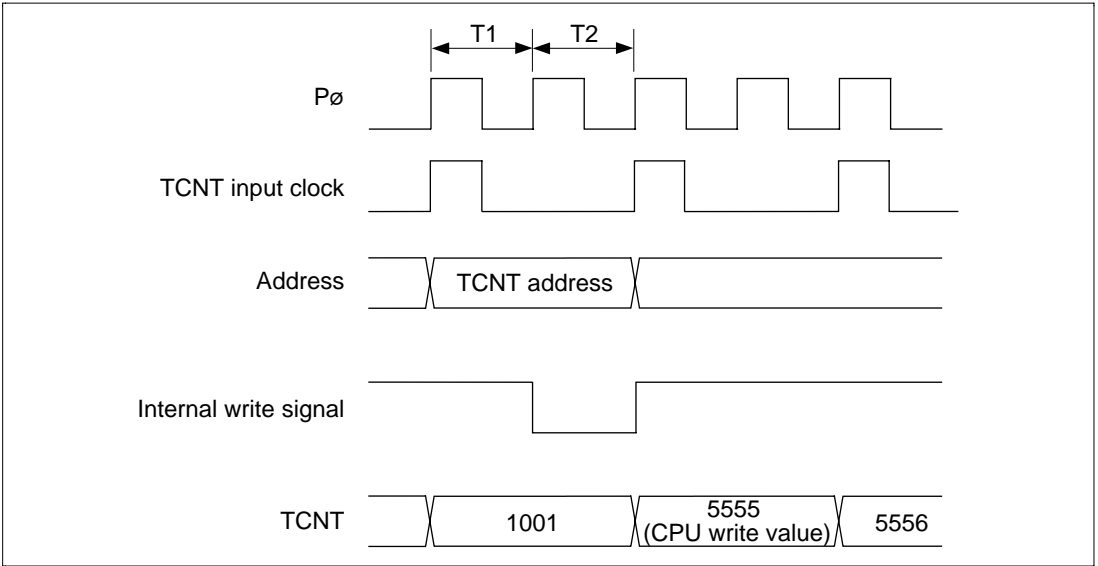 T1 T2
Pø
TCNT input clock
Address TCNT address
Internal write signal
TCNT 1001 5555
(CPU write value) 5556